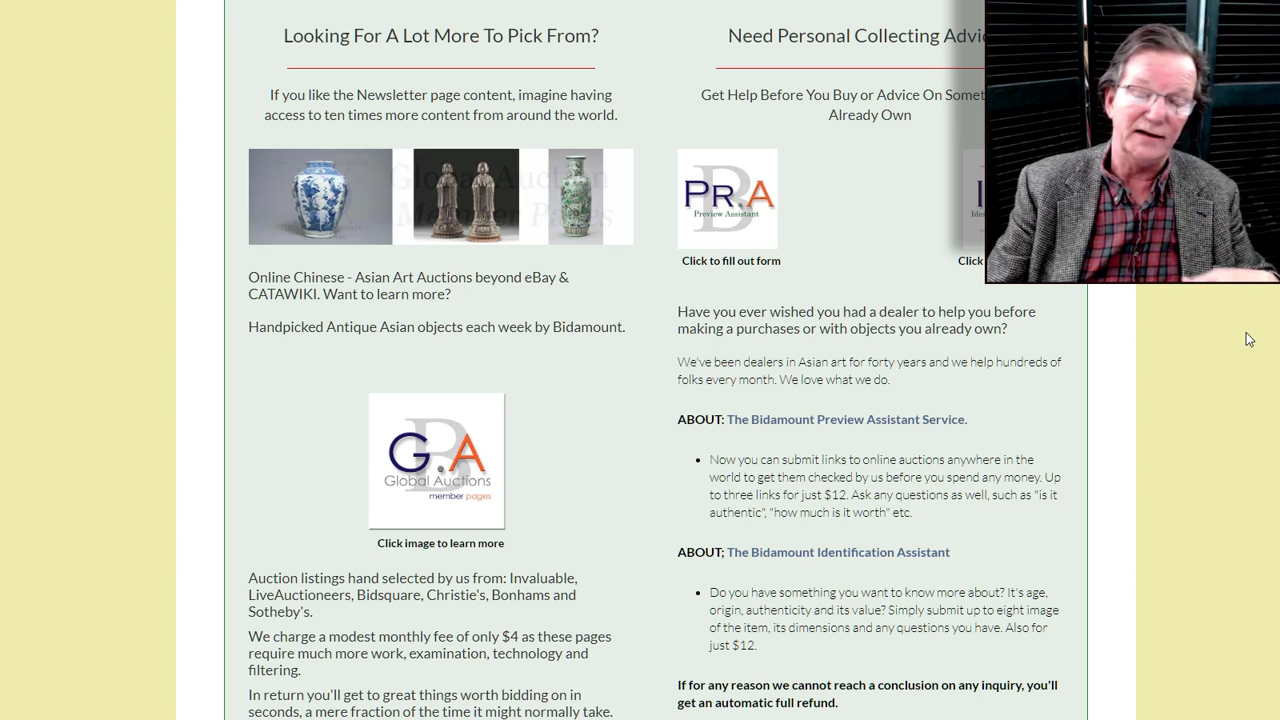 Looking For A Lot More To Pick From?
If you like the Newsletter page content, imagine having
access to ten times more content from around the world.
Global Auction
Member Pages
Online Chinese - Asian Art Auctions beyond eBay &
CATAWIKI. Want to learn more?
Handpicked Antique Asian objects each week by Bidamount.
B
G.A
Global Auctions
member pages
Click image to learn more
Auction listings hand selected by us from: Invaluable,
LiveAuctioneers, Bidsquare, Christie's, Bonhams and
Sotheby's.
We charge a modest monthly fee of only $4 as these pages
require much more work, examination, technology and
filtering.
In return you'll get to great things worth bidding on in
seconds, a mere fraction of the time it might normally take.
Need Personal Collecting
Get Help Before You Buy or Advice On
Already Own
B
PR.A
Preview Assistant
Click to fill out form
Click
Have you ever wished you had a dealer to help you before
making a purchases or with objects you already own?
We've been dealers in Asian art for forty years and we help hundreds of
folks every month. We love what we do.
ABOUT: The Bidamount Preview Assistant Service.
• Now you can submit links to online auctions anywhere in the
world to get them checked by us before you spend any money. Up
to three links for just $12. Ask any questions as well, such as "is it
authentic", "how much is it worth" etc.
ABOUT; The Bidamount Identification Assistant
• Do you have something you want to know more about? It's age,
origin, authenticity and its value? Simply submit up to eight image
of the item, its dimensions and any questions you have. Also for
just $12.
If for any reason we cannot reach a conclusion on any inquiry, you'll
get an automatic full refund.